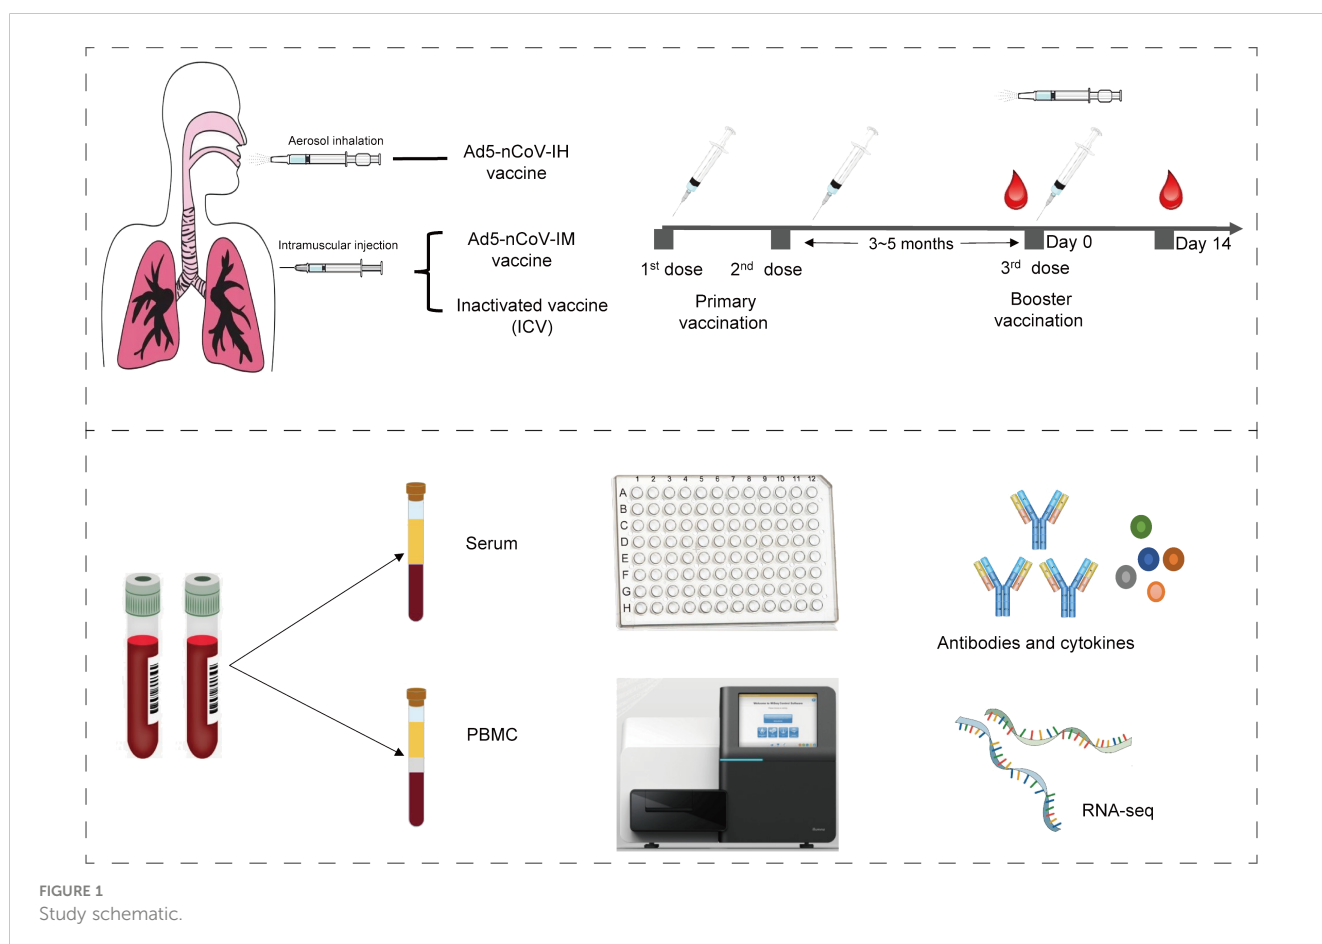 Aerosol inhalation
Ad5-nCoV-IH
vaccine
Intramuscular injection
Ad5-nCoV-IM
vaccine
Inactivated vaccine
(ICV)
3~5 months
Day 0
Day 14
1st dose
2nd dose
3rd dose
Primary
vaccination
Booster
vaccination
Serum
1 2 3 4 5 6 7 8 9 10 11 12
A
B
C
D
E
F
G
H
Antibodies and cytokines
PBMC
RNA-seq
FIGURE 1
Study schematic.